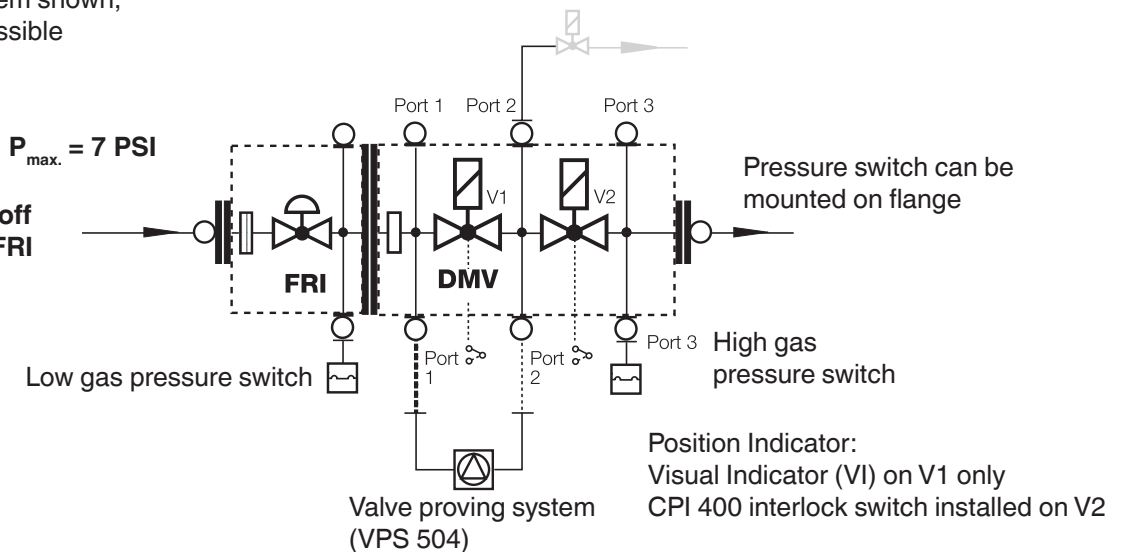 em shown,
ssible
Port 1
Port 2
Port 3
Pmax. = 7 PSI
Pressure switch can be
mounted on flange
off
FRI
V1
V2
FRI
DMV
Port
1
Port
2
Port 3
High gas
pressure switch
Low gas pressure switch
Position Indicator:
Visual Indicator (VI) on V1 only
CPI 400 interlock switch installed on V2
Valve proving system
(VPS 504)